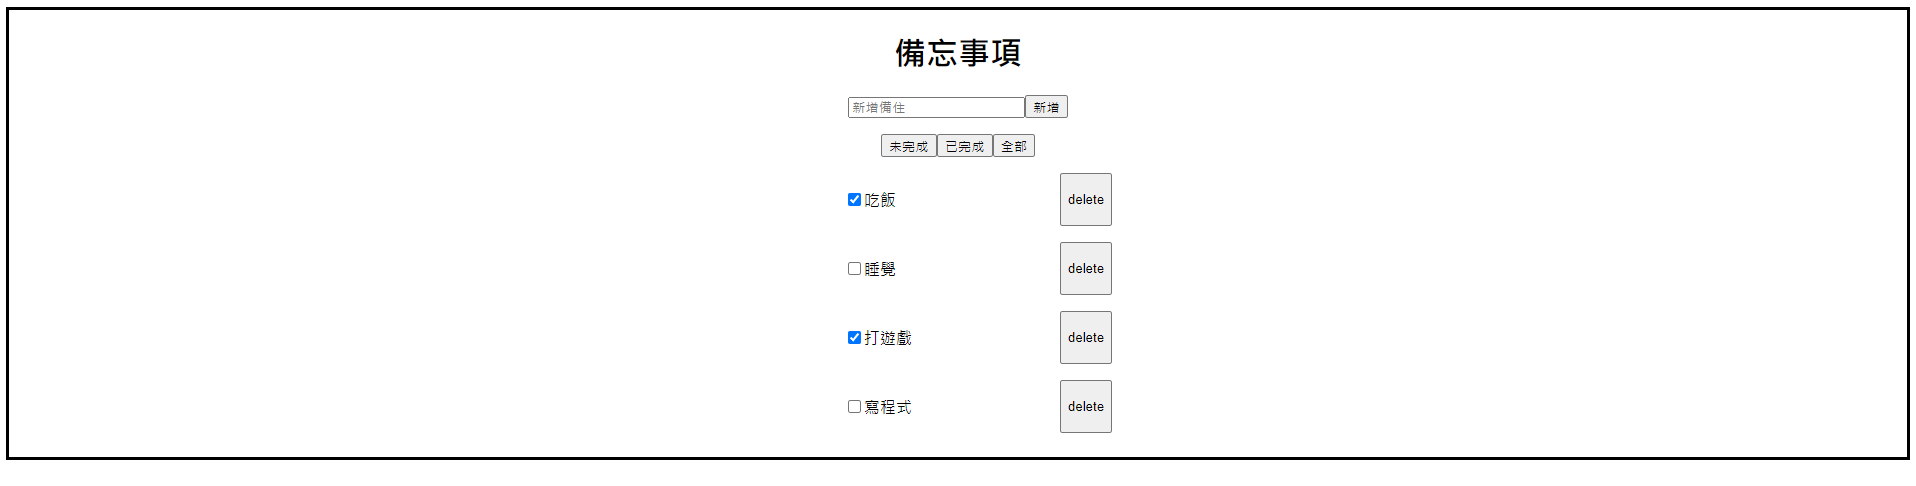 備忘事項
新增備住 新增
未完成 已完成 全部
吃飯 delete
睡覺 delete
打遊戲 delete
寫程式 delete